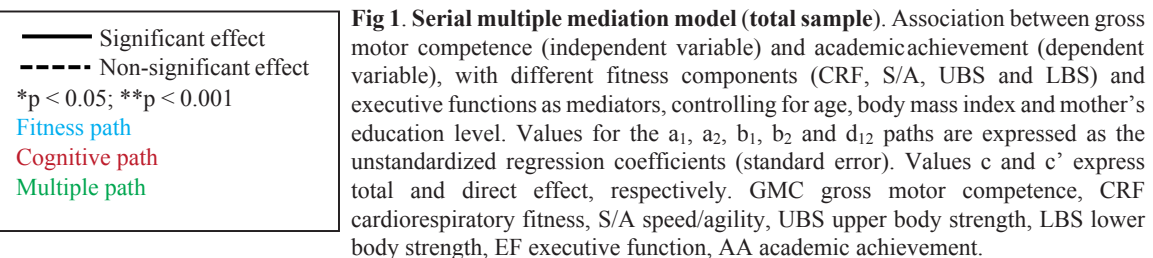 Significant effect
Non-significant effect
*p < 0.05; **p < 0.001
Fitness path
Cognitive path
Multiple path
Fig 1. Serial multiple mediation model (total sample). Association between gross
motor competence (independent variable) and academicachievement (dependent
variable), with different fitness components (CRF, S/A, UBS and LBS) and
executive functions as mediators, controlling for age, body mass index and mother's
education level. Values for the a₁, a₂, b₁, b₂ and d₁₂ paths are expressed as the
unstandardized regression coefficients (standard error). Values c and c’ express
total and direct effect, respectively. GMC gross motor competence, CRF
cardiorespiratory fitness, S/A speed/agility, UBS upper body strength, LBS lower
body strength, EF executive function, AA academic achievement.